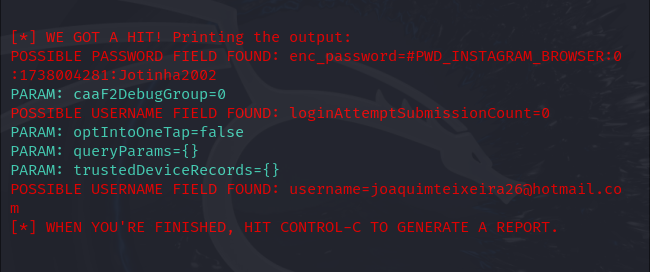 [*] WE GOT A HIT! Printing the output:
POSSIBLE PASSWORD FIELD FOUND: enc_password=#PWD_INSTAGRAM_BROWSER:0
:1738004281:Jotinha2002
PARAM: caaF2DebugGroup=0
POSSIBLE USERNAME FIELD FOUND: loginAttemptSubmissionCount=0
PARAM: optIntoOneTap=false
PARAM: queryParams={}
PARAM: trustedDeviceRecords={}
POSSIBLE USERNAME FIELD FOUND: username=joaquimteixeira26@hotmail.co
m
[*] WHEN YOU'RE FINISHED, HIT CONTROL-C TO GENERATE A REPORT.